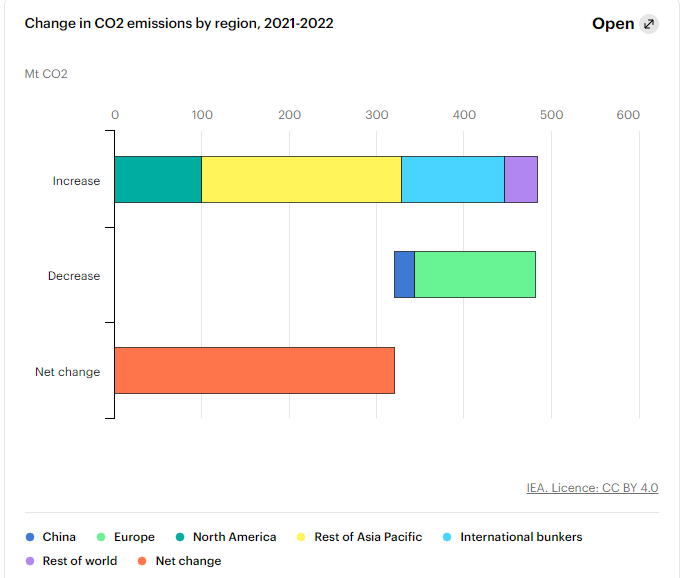 Change in CO2 emissions by region, 2021-2022
Open
Mt CO2
0 100 200 300 400 500 600
Increase
Decrease
Net change
IEA. Licence: CC BY 4.0
China Europe North America Rest of Asia Pacific International bunkers
Rest of world Net change